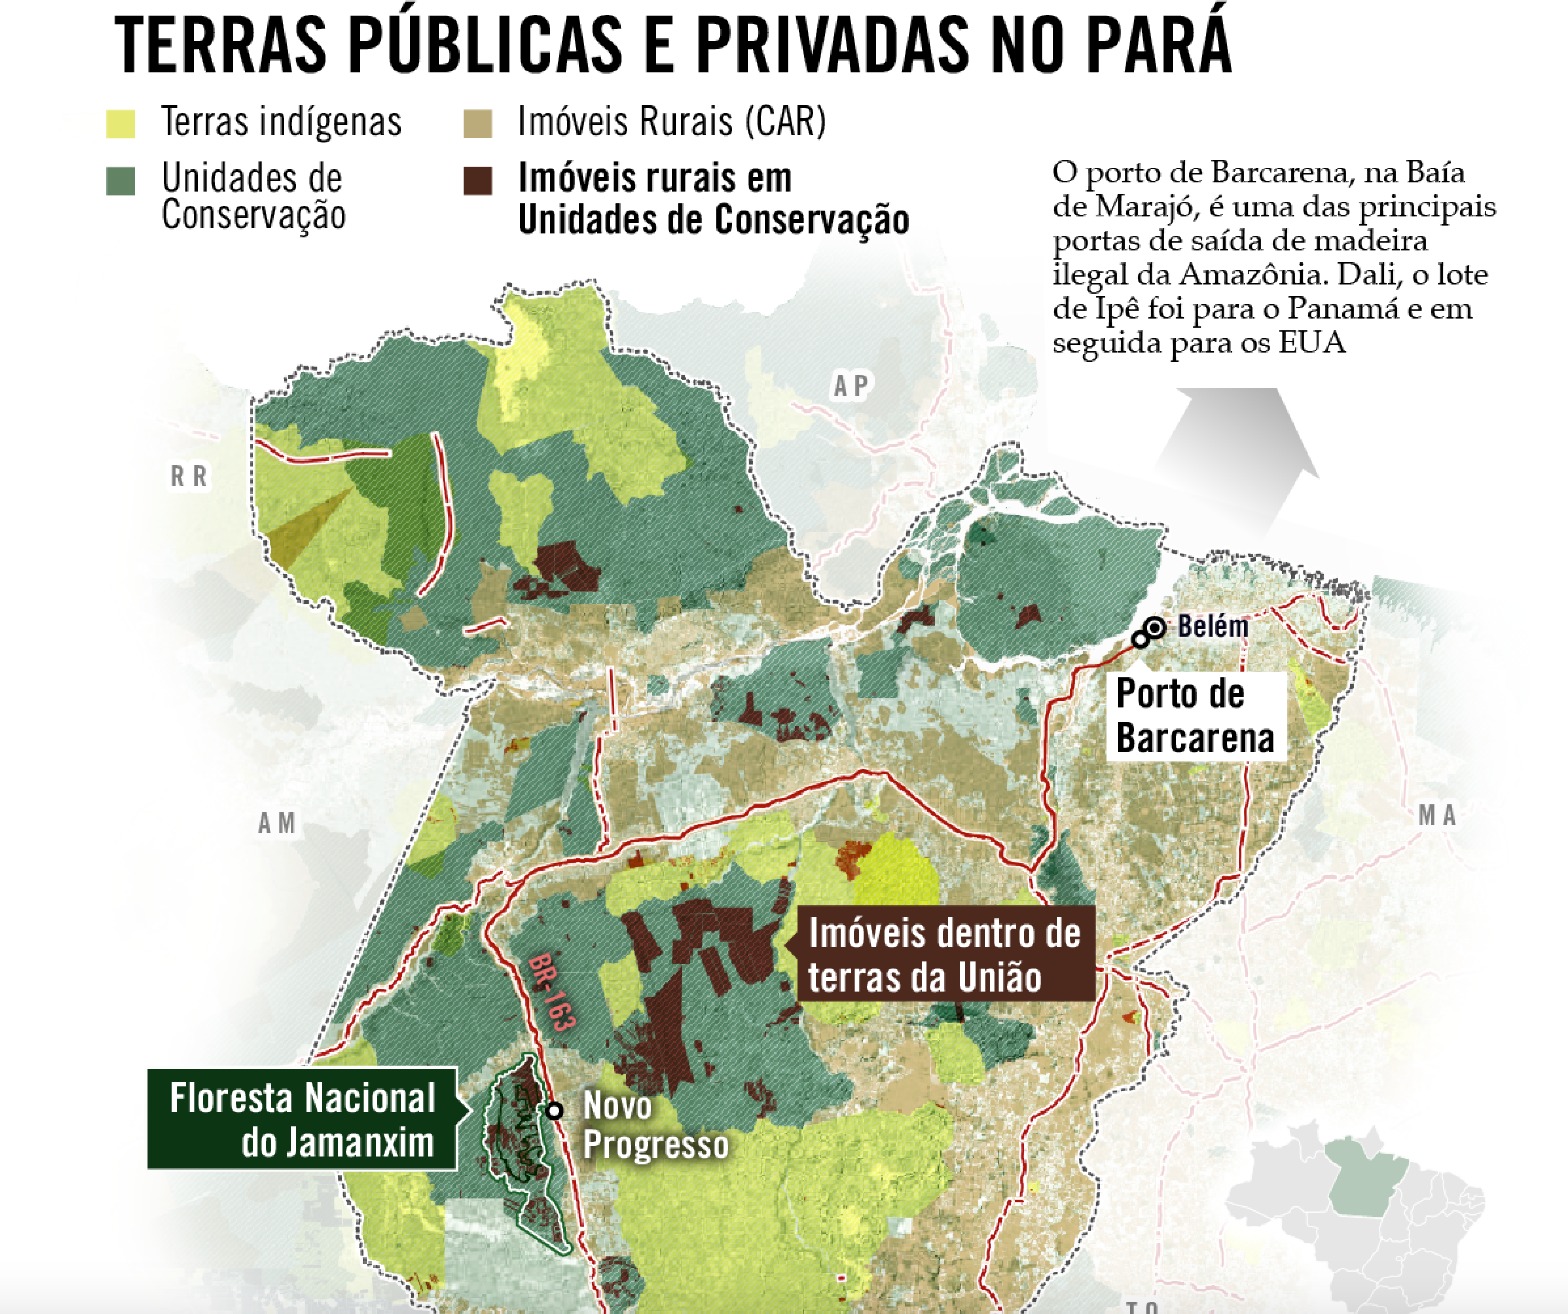 TERRAS PÚBLICAS E PRIVADAS NO PARÁ
Terras indígenas
Imóveis Rurais (CAR)
Unidades de
Conservação
Imóveis rurais em
Unidades de Conservação
O porto de Barcarena, na Baía
de Marajó, é uma das principais
portas de saída de madeira
ilegal da Amazônia. Dali, o lote
de Ipê foi para o Panamá e em
seguida para os EUA
AP
RR
Belém
Porto de
Barcarena
AM
MA
Imóveis dentro de
terras da União
BR-163
Floresta Nacional
do Jamanxim
Novo
Progresso
TO